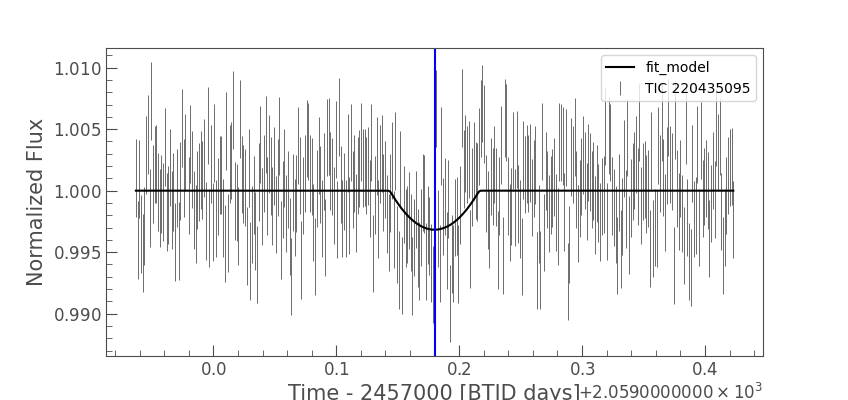 1.010
1.005
1.000
0.995
0.990
Normalized Flux
fit_model
TIC 220435095
0.0 0.1 0.2 0.3 0.4
Time - 2457000 [BTJD days]
+2.0590000000 × 10³